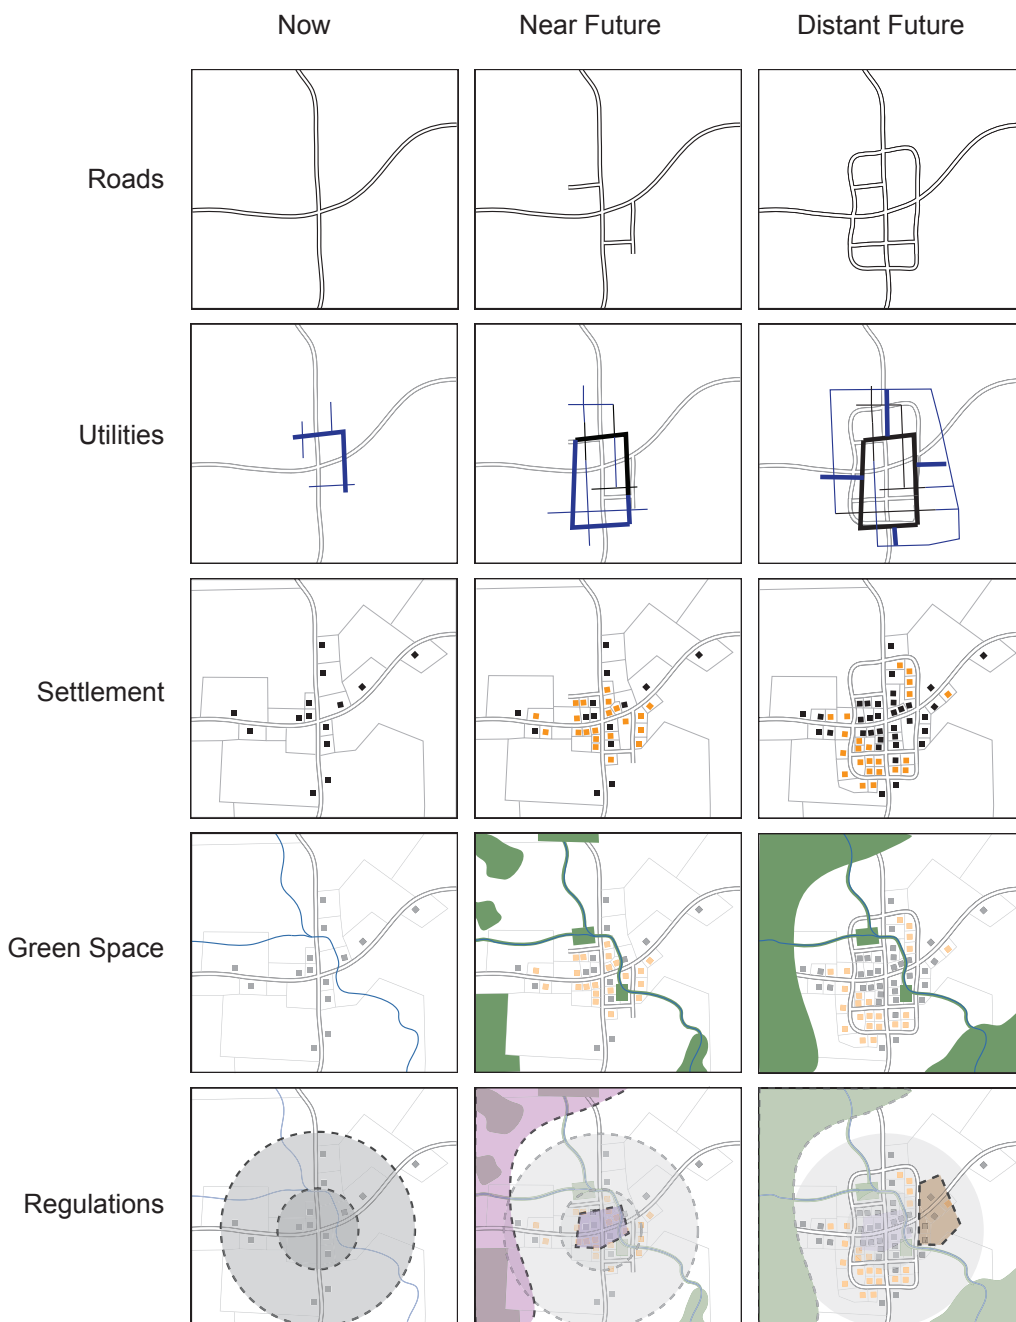 Now Near Future Distant Future
Roads
Utilities
Settlement
Green Space
Regulations